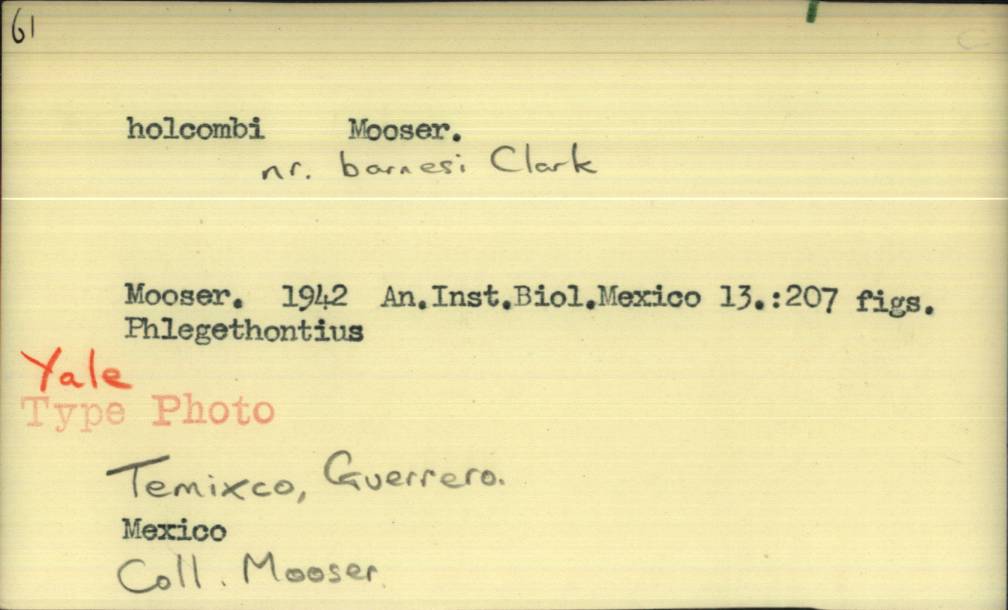 61
holcombi Mooser.
nr. barnesi Clark
Mooser. 1942 An.Inst.Biol.Mexico 13.:207 figs.
Phlegethontius
Yale
Type Photo
Temixco, Guerrero.
Mexico
Coll. Mooser